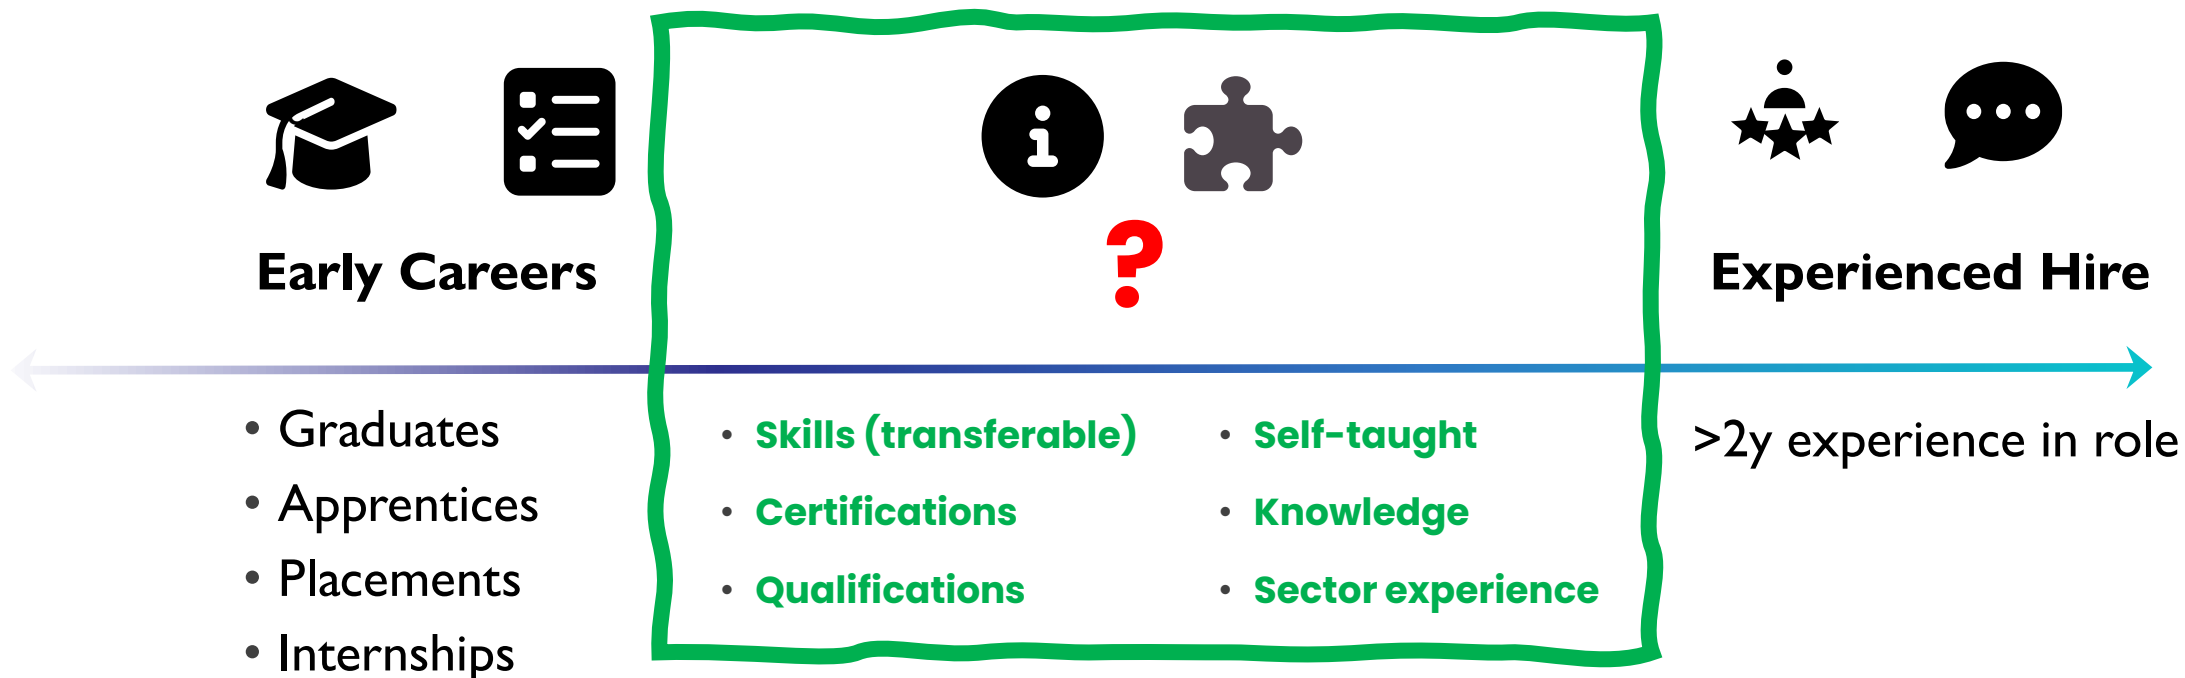 ?
Early Careers
Experienced Hire
• Graduates
• Apprentices
• Placements
• Internships
• Skills (transferable)
• Certifications
• Qualifications
• Self-taught
• Knowledge
• Sector experience
>2y experience in role